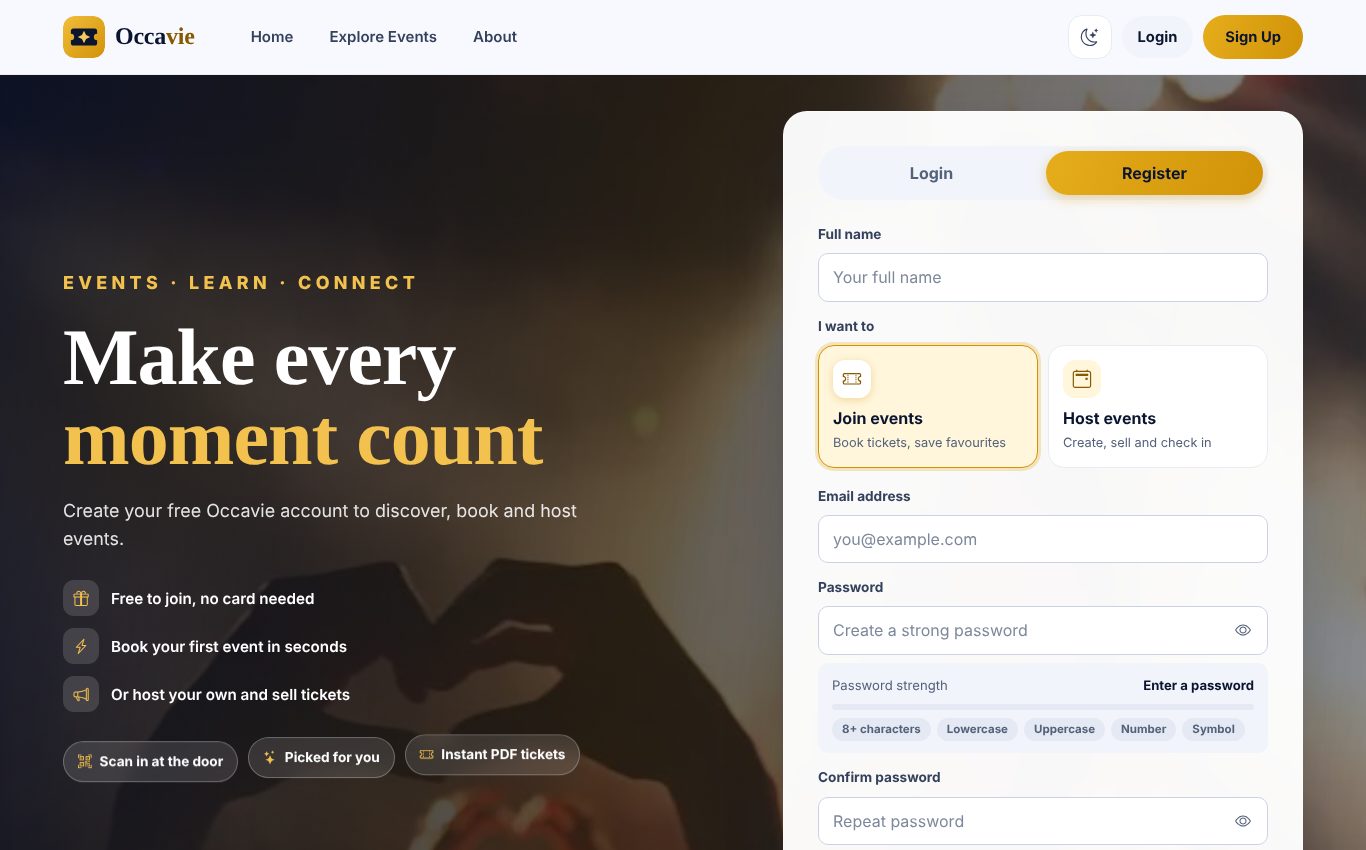 Occavie
Home
Explore Events
About
Login
Sign Up
EVENTS · LEARN · CONNECT
Make every
moment count
Create your free Occavie account to discover, book and host
events.
Free to join, no card needed
Book your first event in seconds
Or host your own and sell tickets
Scan in at the door
Picked for you
Instant PDF tickets
Login
Register
Full name
Your full name
I want to
Join events
Book tickets, save favourites
Host events
Create, sell and check in
Email address
you@example.com
Password
Create a strong password
Password strength
Enter a password
8+ characters
Lowercase
Uppercase
Number
Symbol
Confirm password
Repeat password